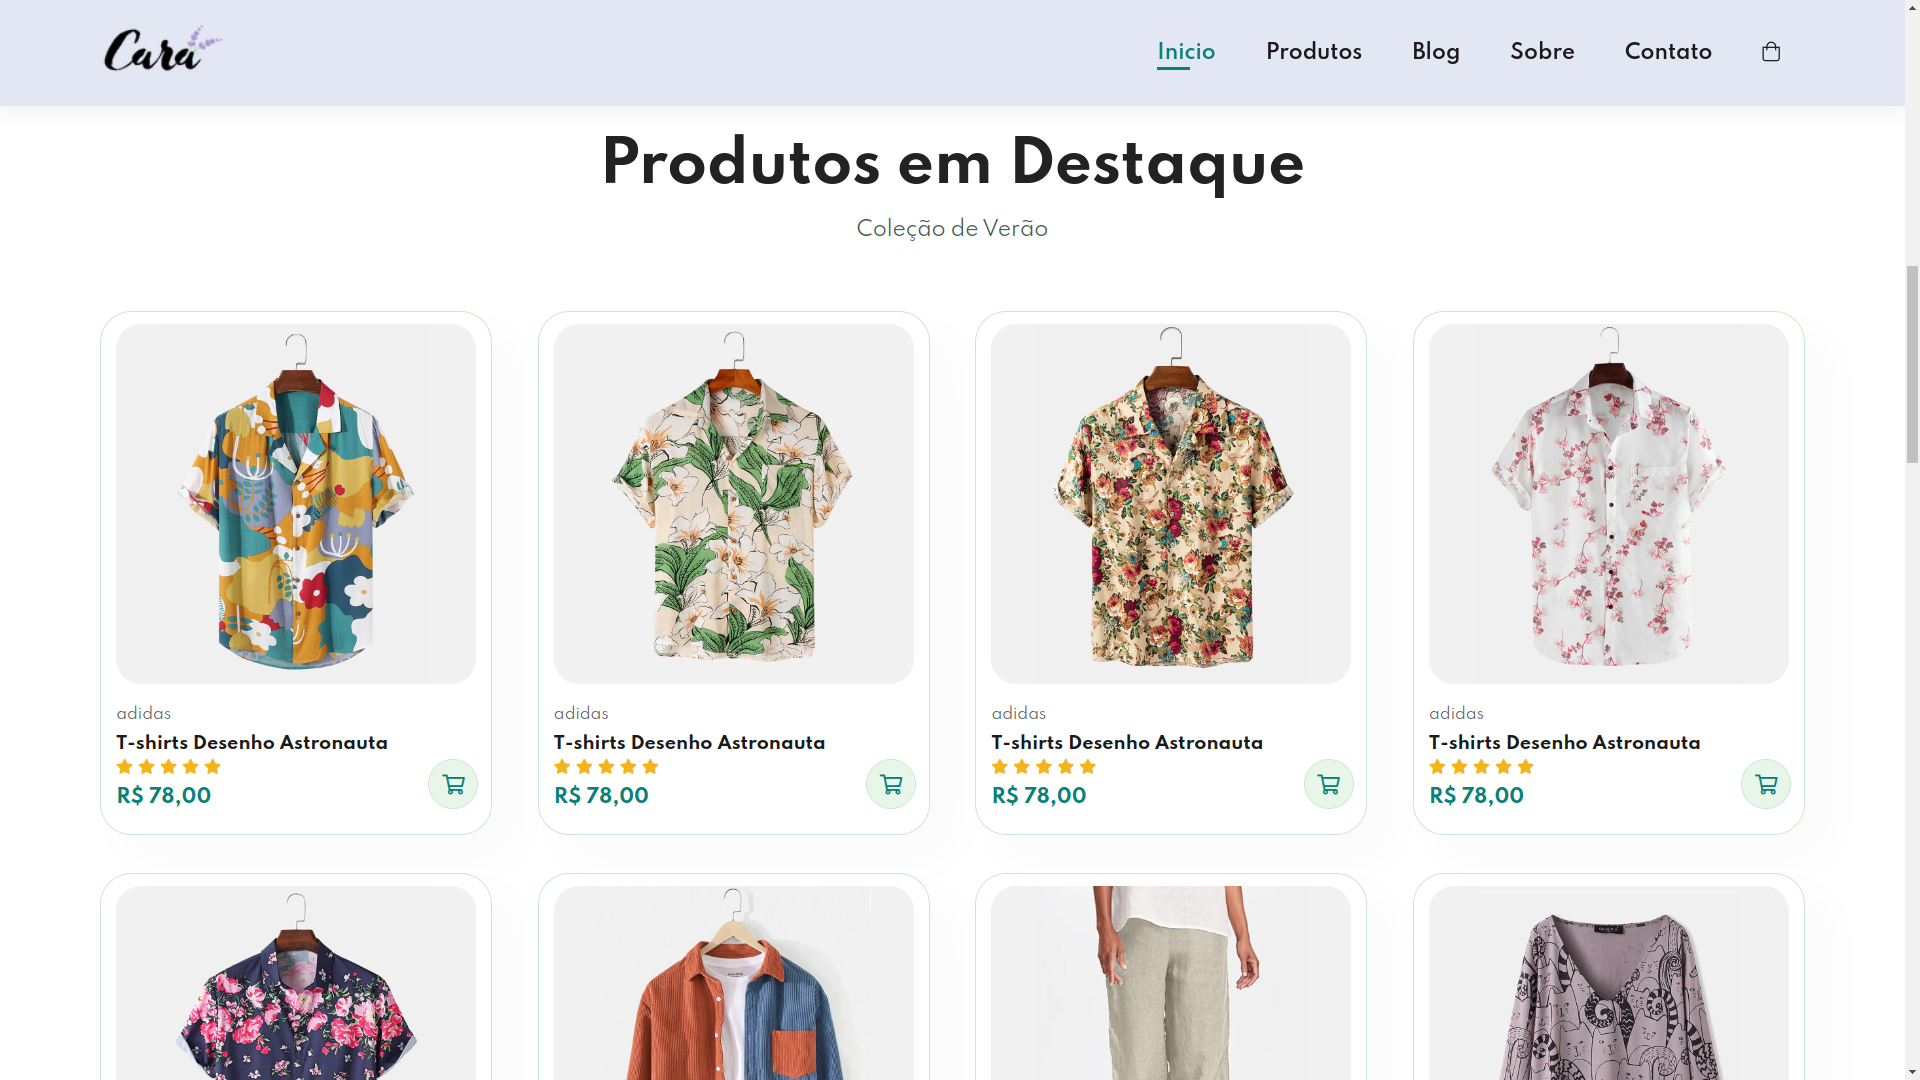 Cara
Inicio Produtos Blog Sobre Contato
Produtos em Destaque
Coleção de Verão
adidas adidas adidas adidas
T-shirts Desenho Astronauta T-shirts Desenho Astronauta T-shirts Desenho Astronauta T-shirts Desenho Astronauta
R$ 78,00 R$ 78,00 R$ 78,00 R$ 78,00